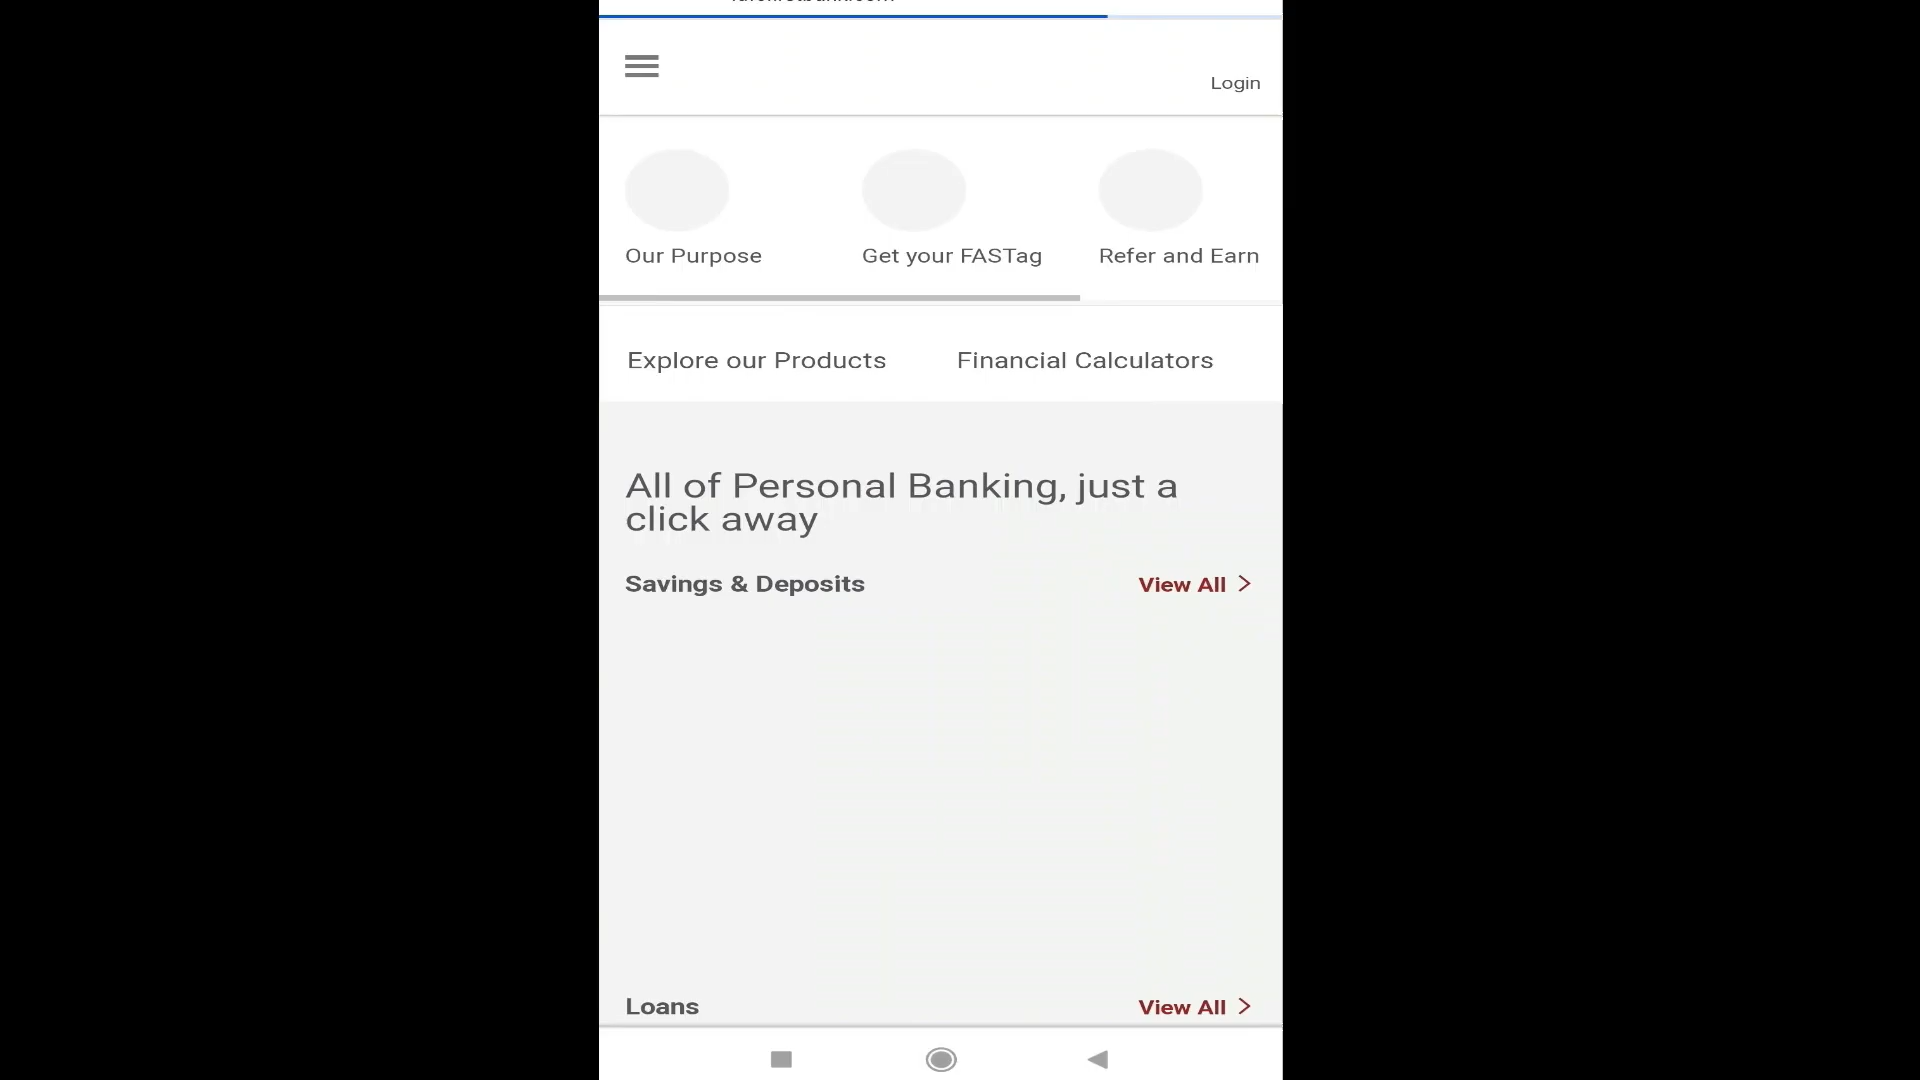 Login
Our Purpose
Get your FASTag
Refer and Earn
Explore our Products
Financial Calculators
All of Personal Banking, just a
click away
Savings & Deposits
View All
Loans
View All